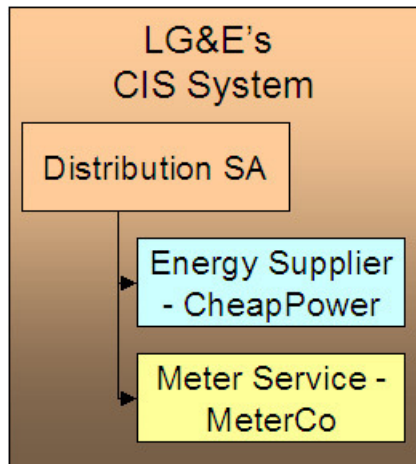 LG&E’s
CIS System
Distribution SA
Energy Supplier
- CheapPower
Meter Service -
MeterCo